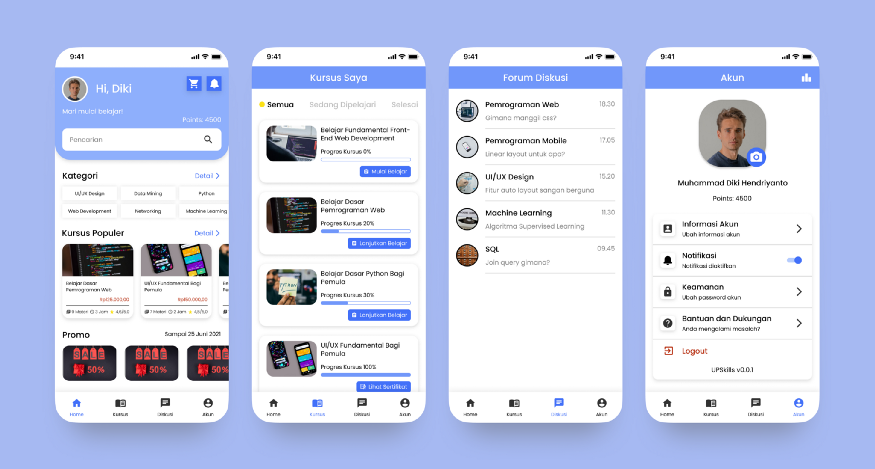 9:41
Hi, Diki
Mari mulai belajar!
Points: 4500
Pencarian
Kategori
Detail
UI/UX Design
Data Mining
Python
Web Development
Networking
Machine Learning
Kursus Populer
Detail
Belajar Dasar
Pemrograman Web
UI/UX Fundamental Bagi
Pemula
2 Jam
2 Jam
Promo
Sampai 25 Juni 2021
SALE
50%
SALE
50%
SALE
50%
Home
Kursus
Diskusi
Akun
9:41
Kursus Saya
Semua
Sedang Dipelajari
Selesai
Belajar Fundamental Front-
End Web Development
Progres Kursus 0%
Mulai Belajar
Belajar Dasar
Pemrograman Web
Progres Kursus 20%
Lanjutkan Belajar
Belajar Dasar Python Bagi
Pemula
Progres Kursus 30%
Lanjutkan Belajar
UI/UX Fundamental Bagi
Pemula
Progres Kursus 100%
Lihat Sertifikat
Home
Kursus
Diskusi
Akun
9:41
Forum Diskusi
Pemrograman Web
18.30
Gimana manggil css?
Pemrograman Mobile
17.05
Linear layout untuk apa?
UI/UX Design
15.20
Fitur auto layout sangan berguna
Machine Learning
11.30
Algoritma Supervised Learning
SQL
09.45
Join query gimana?
Home
Kursus
Diskusi
Akun
9:41
Akun
Muhammad Diki Hendriyanto
Points: 4500
Informasi Akun
Ubah informasi akun
Notifikasi
Notifikasi diaktifkan
Keamanan
Ubah password akun
Bantuan dan Dukungan
Anda mengalami masalah?
Logout
UPSkills v0.0.1
Home
Kursus
Diskusi
Akun